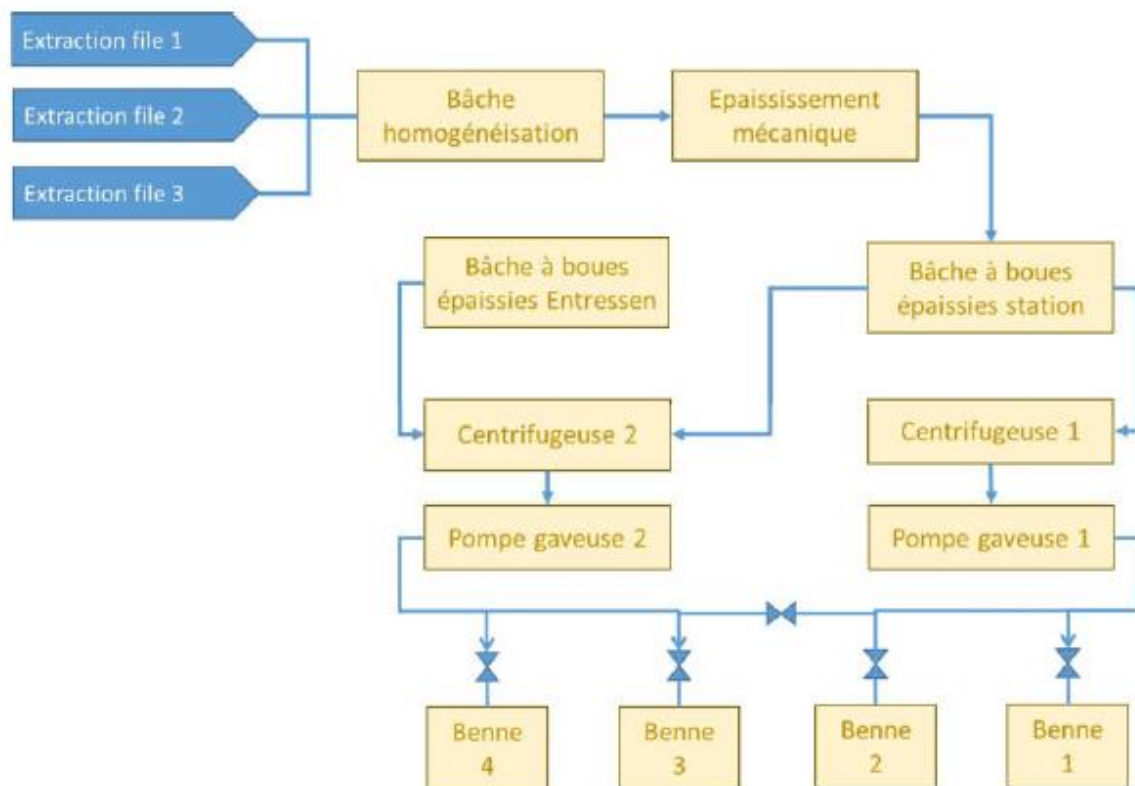 Extraction file 1
Extraction file 2
Extraction file 3
Bâche
homogénéisation
Epaississement
mécanique
Bâche à boues
épaissies Entressen
Bâche à boues
épaissies station
Centrifugeuse 2
Centrifugeuse 1
Pompe gaveuse 2
Pompe gaveuse 1
Benne
4
Benne
3
Benne
2
Benne
1